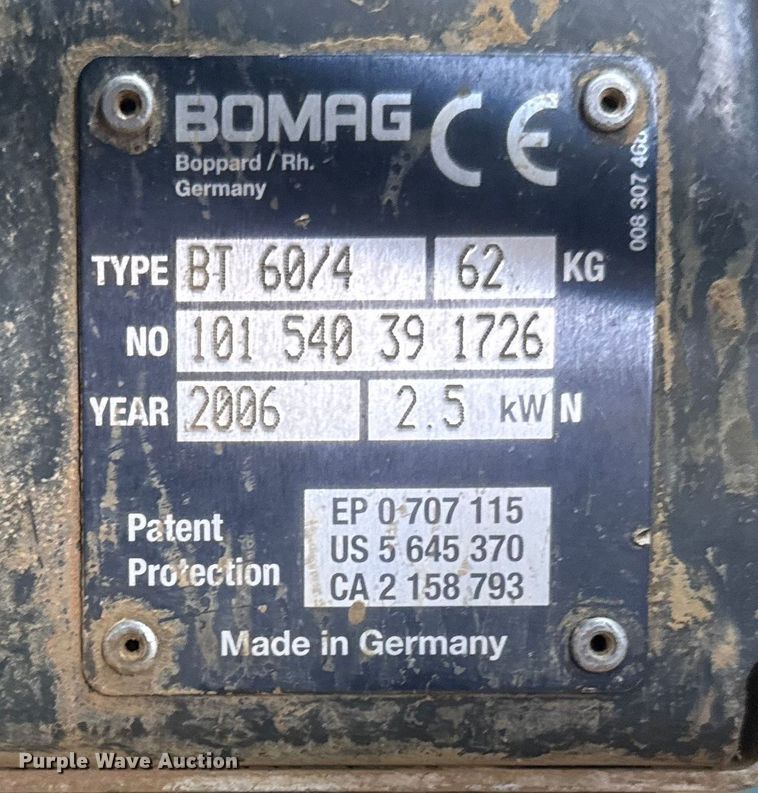 BOMAG CE
Boppard / Rh.
Germany
008 307
TYPE BT 60/4 62 KG
NO 101 540 39 1726
YEAR 2006 2.5 kW N
Patent
Protection
EP 0 707 115
US 5 645 370
CA 2 158 793
Made in Germany
Purple Wave Auction